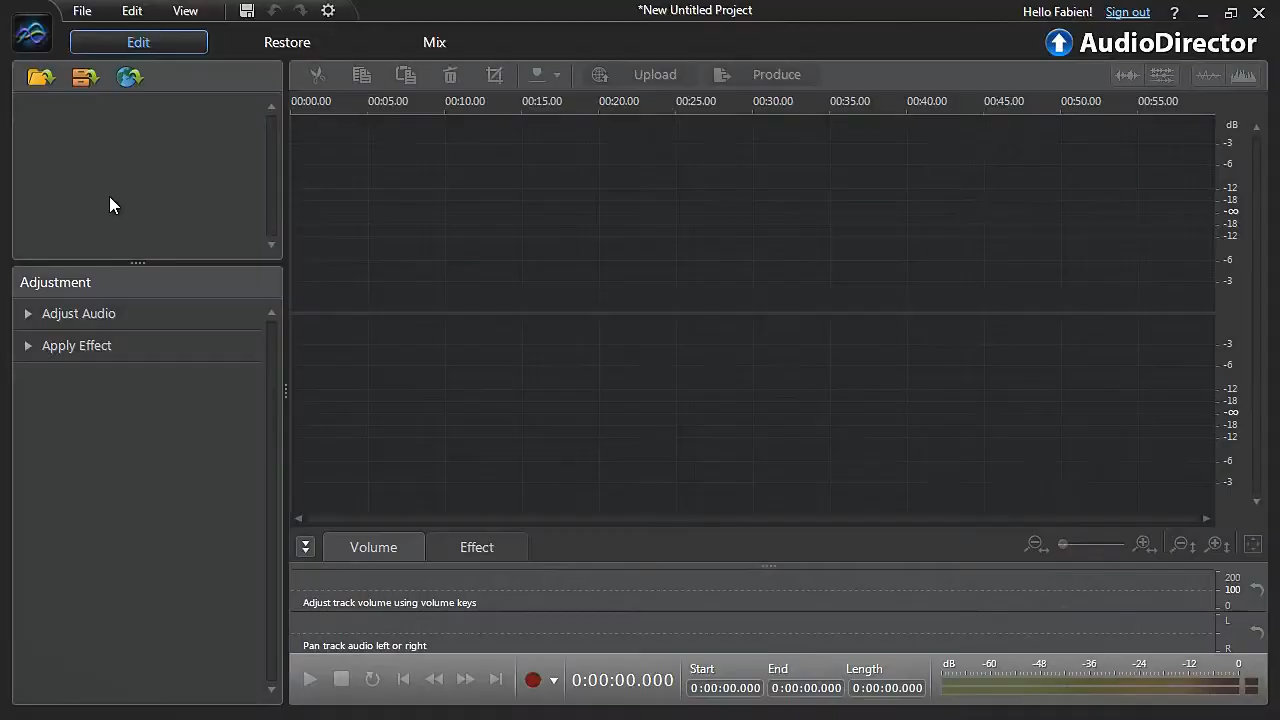 File Edit View *New Untitled Project Hello Fabien! Sign out ?
Edit Restore Mix AudioDirector
Upload Produce
00:00.00 00:05.00 00:10.00 00:15.00 00:20.00 00:25.00 00:30.00 00:35.00 00:40.00 00:45.00 00:50.00 00:55.00
dB
-3
-6
-12
-18
-∞
-18
-12
-6
-3
Adjustment
Adjust Audio
Apply Effect
-3
-6
-12
-18
-∞
-18
-12
-6
-3
Volume Effect
200
100
Adjust track volume using volume keys 0
L
Pan track audio left or right R
0:00:00.000
Start End Length
0:00:00.000 0:00:00.000 0:00:00.000
dB -60 -48 -36 -24 -12 0